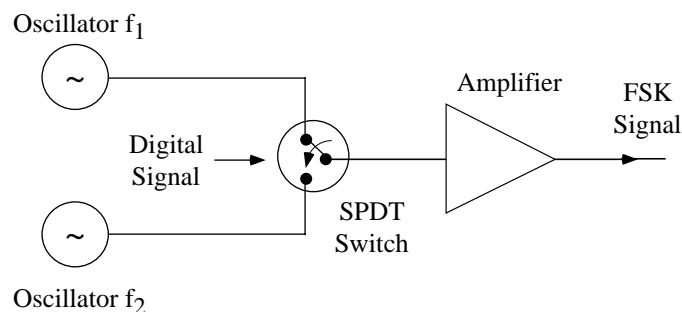 Oscillator f1
~
Amplifier
FSK
Signal
Digital
Signal
SPDT
Switch
~
Oscillator f2